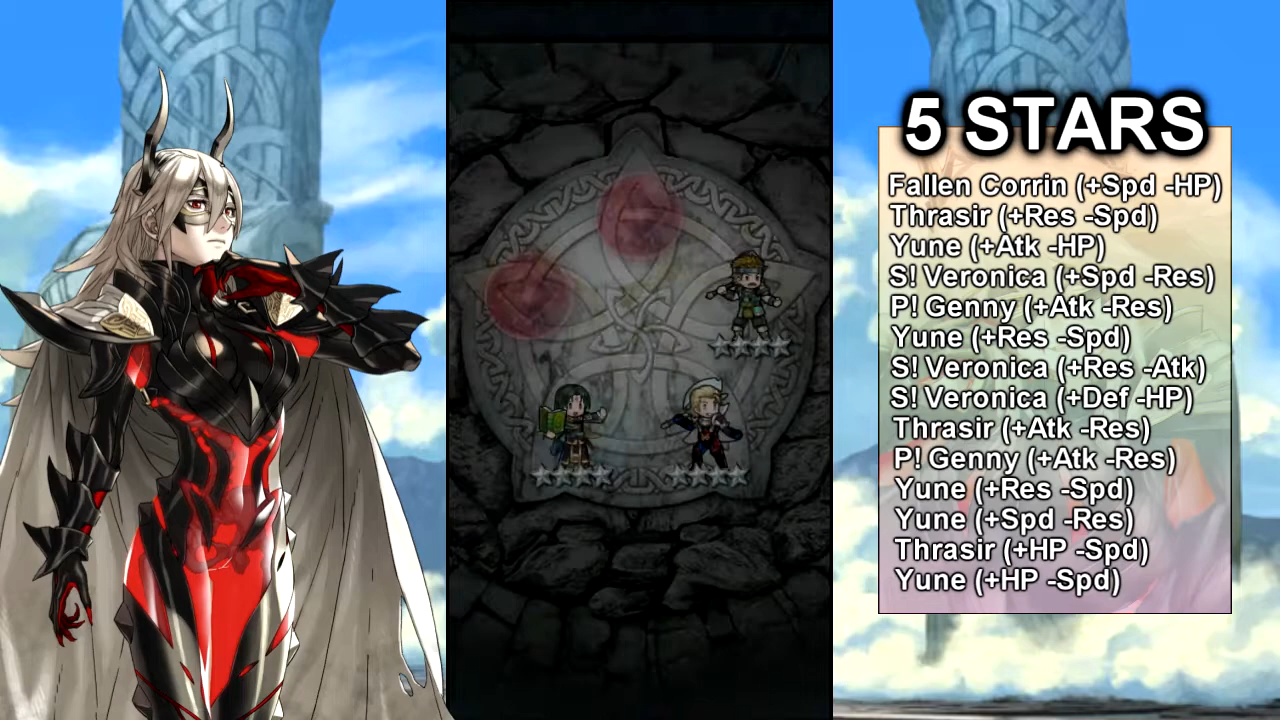 5 STARS
Fallen Corrin (+Spd -HP)
Thrasir (+Res -Spd)
Yune (+Atk -HP)
S! Veronica (+Spd -Res)
P! Genny (+Atk -Res)
Yune (+Res -Spd)
S! Veronica (+Res -Atk)
S! Veronica (+Def -HP)
Thrasir (+Atk -Res)
P! Genny (+Atk -Res)
Yune (+Res -Spd)
Yune (+Spd -Res)
Thrasir (+HP -Spd)
Yune (+HP -Spd)